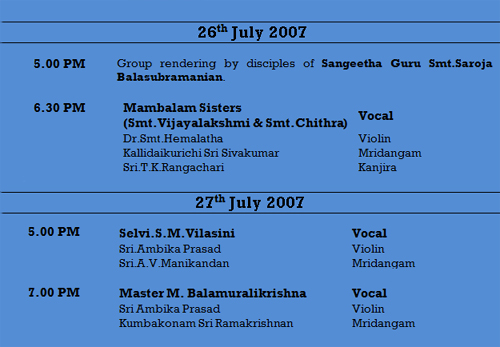 26th July 2007
5.00 PM Group rendering by disciples of Sangeetha Guru Smt.Saroja
Balasubramanian.
6.30 PM Mambalam Sisters
(Smt.Vijayalakshmi & Smt.Chithra) Vocal
Dr.Smt.Hemalatha Violin
Kallidaikurichi Sri Sivakumar Mridangam
Sri.T.K.Rangachari Kanjira
27th July 2007
5.00 PM Selvi.S.M.Vilasini Vocal
Sri.Ambika Prasad Violin
Sri.A.V.Manikandan Mridangam
7.00 PM Master M. Balamuralikrishna Vocal
Sri Ambika Prasad Violin
Kumbakonam Sri Ramakrishnan Mridangam